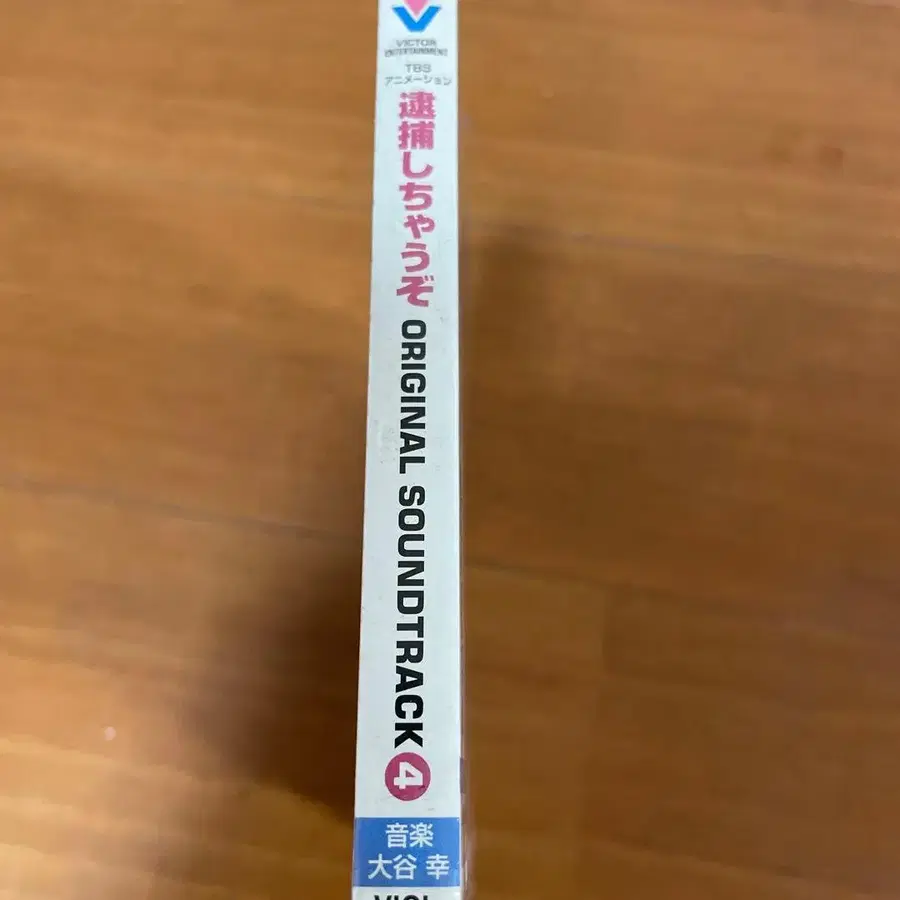 VICTOR
ENTERTAINMENT
TBS
アニメーション
逮捕しちゃうぞ
ORIGINAL SOUNDTRACK 4
音楽
大谷 幸